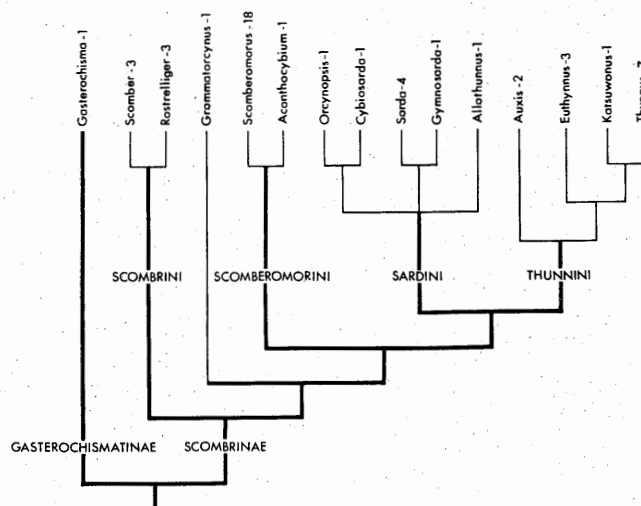 Gasterochisma -1
Scomber -3
Rastrelliger -3
Grammatorcynus -1
Scomberomorus -18
Acanthocybium -1
Orcynopsis -1
Cybiosarda -1
Sarda -4
Gymnosarda -1
Allothunnus -1
Auxis -2
Euthynnus -3
Katsuwonus -1
SCOMBRINI
SCOMBEROMORINI
SARDINI
THUNNINI
GASTEROCHISMATINAE
SCOMBRINAE